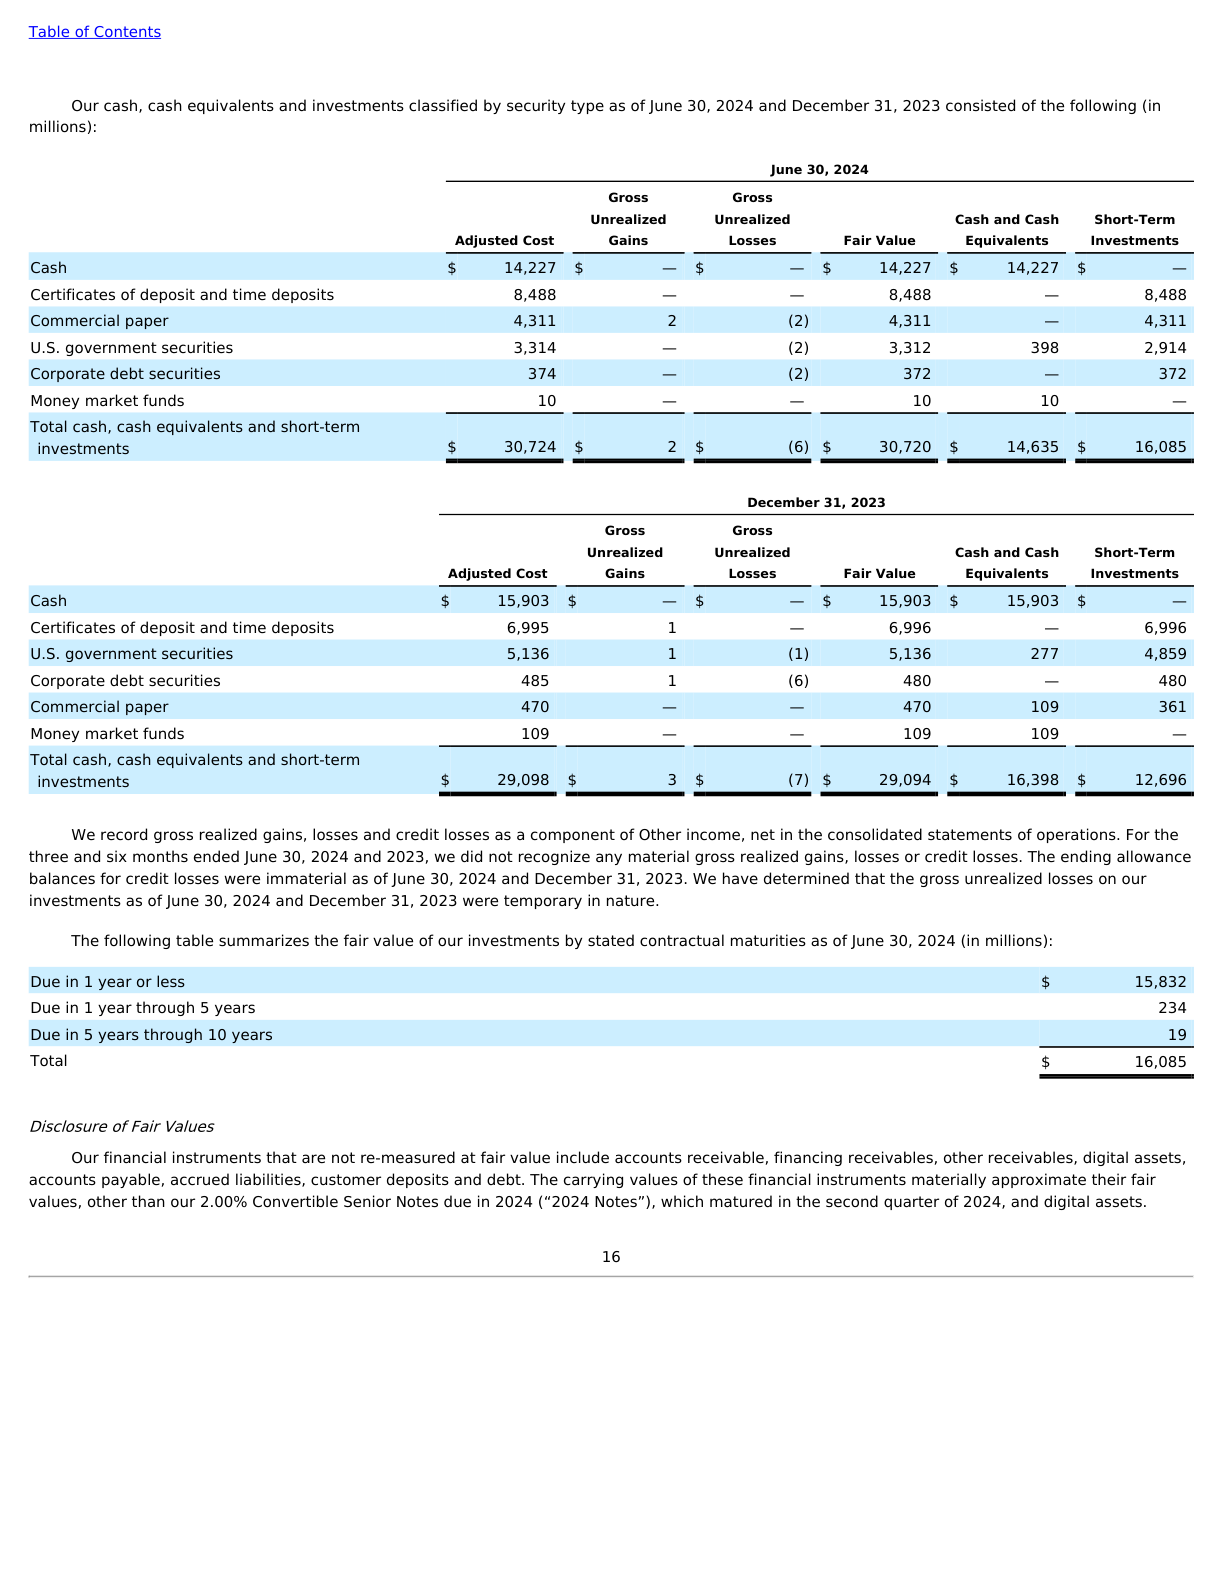 Table of Contents
Our cash, cash equivalents and investments classified by security type as of June 30, 2024 and December 31, 2023 consisted of the following (in
millions):
June 30, 2024
Gross Gross
Unrealized Unrealized Cash and Cash Short-Term
Adjusted Cost Gains Losses Fair Value Equivalents Investments
Cash $ 14,227 $ — $ — $ 14,227 $ 14,227 $ —
Certificates of deposit and time deposits 8,488 — — 8,488 — 8,488
Commercial paper 4,311 2 (2) 4,311 — 4,311
U.S. government securities 3,314 — (2) 3,312 398 2,914
Corporate debt securities 374 — (2) 372 — 372
Money market funds 10 — — 10 10 —
Total cash, cash equivalents and short-term
investments $ 30,724 $ 2 $ (6) $ 30,720 $ 14,635 $ 16,085
December 31, 2023
Gross Gross
Unrealized Unrealized Cash and Cash Short-Term
Adjusted Cost Gains Losses Fair Value Equivalents Investments
Cash $ 15,903 $ — $ — $ 15,903 $ 15,903 $ —
Certificates of deposit and time deposits 6,995 1 — 6,996 — 6,996
U.S. government securities 5,136 1 (1) 5,136 277 4,859
Corporate debt securities 485 1 (6) 480 — 480
Commercial paper 470 — — 470 109 361
Money market funds 109 — — 109 109 —
Total cash, cash equivalents and short-term
investments $ 29,098 $ 3 $ (7) $ 29,094 $ 16,398 $ 12,696
We record gross realized gains, losses and credit losses as a component of Other income, net in the consolidated statements of operations. For the
three and six months ended June 30, 2024 and 2023, we did not recognize any material gross realized gains, losses or credit losses. The ending allowance
balances for credit losses were immaterial as of June 30, 2024 and December 31, 2023. We have determined that the gross unrealized losses on our
investments as of June 30, 2024 and December 31, 2023 were temporary in nature.
The following table summarizes the fair value of our investments by stated contractual maturities as of June 30, 2024 (in millions):
Due in 1 year or less $ 15,832
Due in 1 year through 5 years 234
Due in 5 years through 10 years 19
Total $ 16,085
Disclosure of Fair Values
Our financial instruments that are not re-measured at fair value include accounts receivable, financing receivables, other receivables, digital assets,
accounts payable, accrued liabilities, customer deposits and debt. The carrying values of these financial instruments materially approximate their fair
values, other than our 2.00% Convertible Senior Notes due in 2024 (“2024 Notes”), which matured in the second quarter of 2024, and digital assets.
16